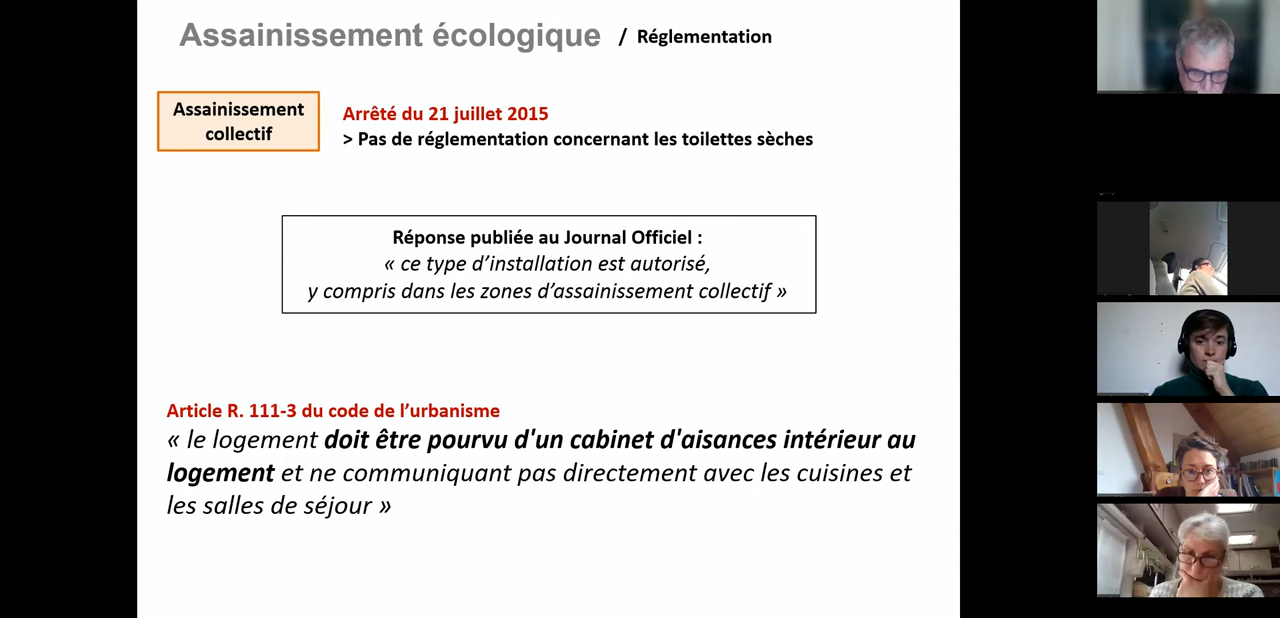 Assainissement écologique / Réglementation
Assainissement
collectif
Arrêté du 21 juillet 2015
> Pas de réglementation concernant les toilettes sèches
Réponse publiée au Journal Officiel :
« ce type d’installation est autorisé,
y compris dans les zones d’assainissement collectif »
Article R. 111-3 du code de l’urbanisme
« le logement doit être pourvu d'un cabinet d'aisances intérieur au
logement et ne communiquant pas directement avec les cuisines et
les salles de séjour »